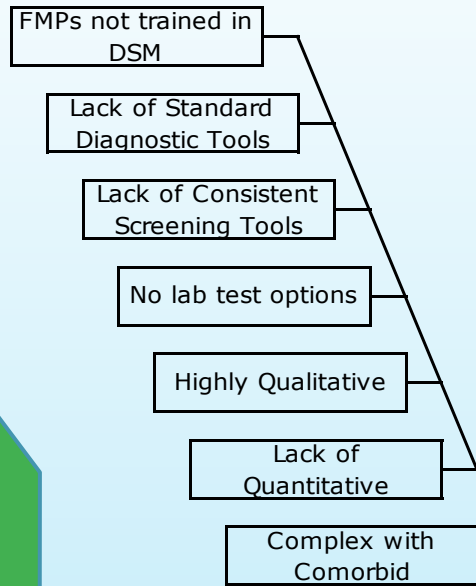 FMPs not trained in
DSM
Lack of Standard
Diagnostic Tools
Lack of Consistent
Screening Tools
No lab test options
Highly Qualitative
Lack of
Quantitative
Complex with
Comorbid